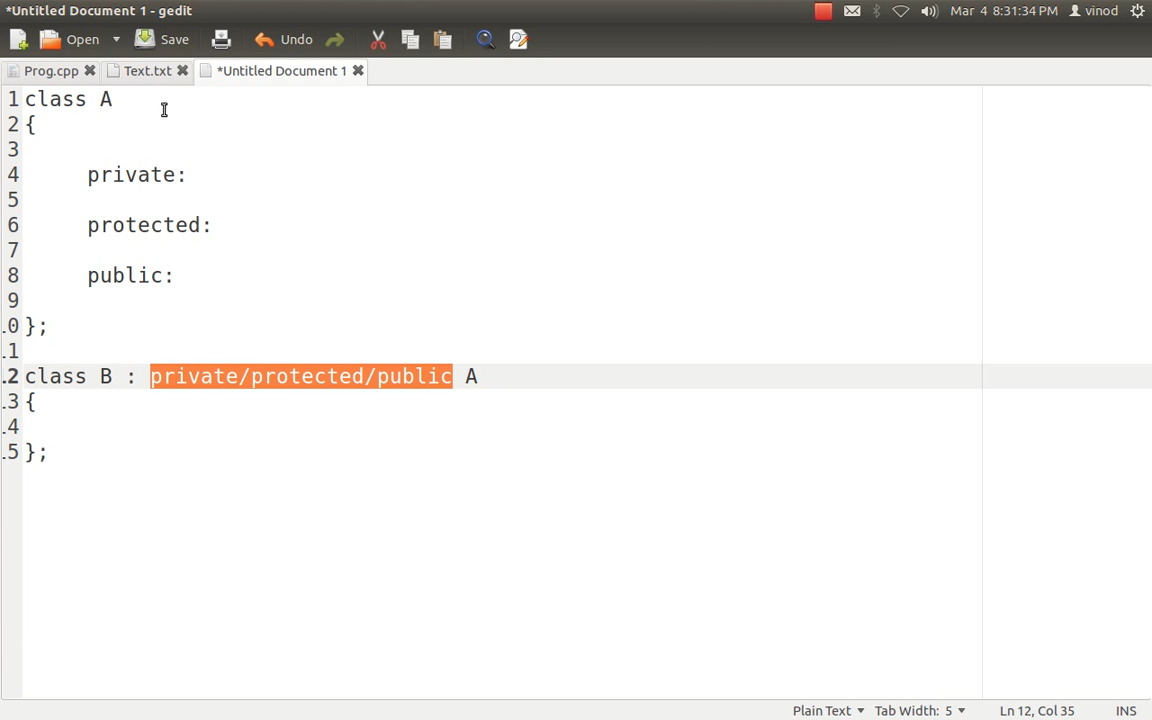 *Untitled Document 1 - gedit
Mar 4 8:31:34 PM vinod
Open Save Undo
Prog.cpp Text.txt *Untitled Document 1
1 class A
2 {
3
4 private:
5
6 protected:
7
8 public:
9
.0 };
.1
.2 class B : private/protected/public A
.3 {
.4
.5 };
Plain Text Tab Width: 5 Ln 12, Col 35 INS